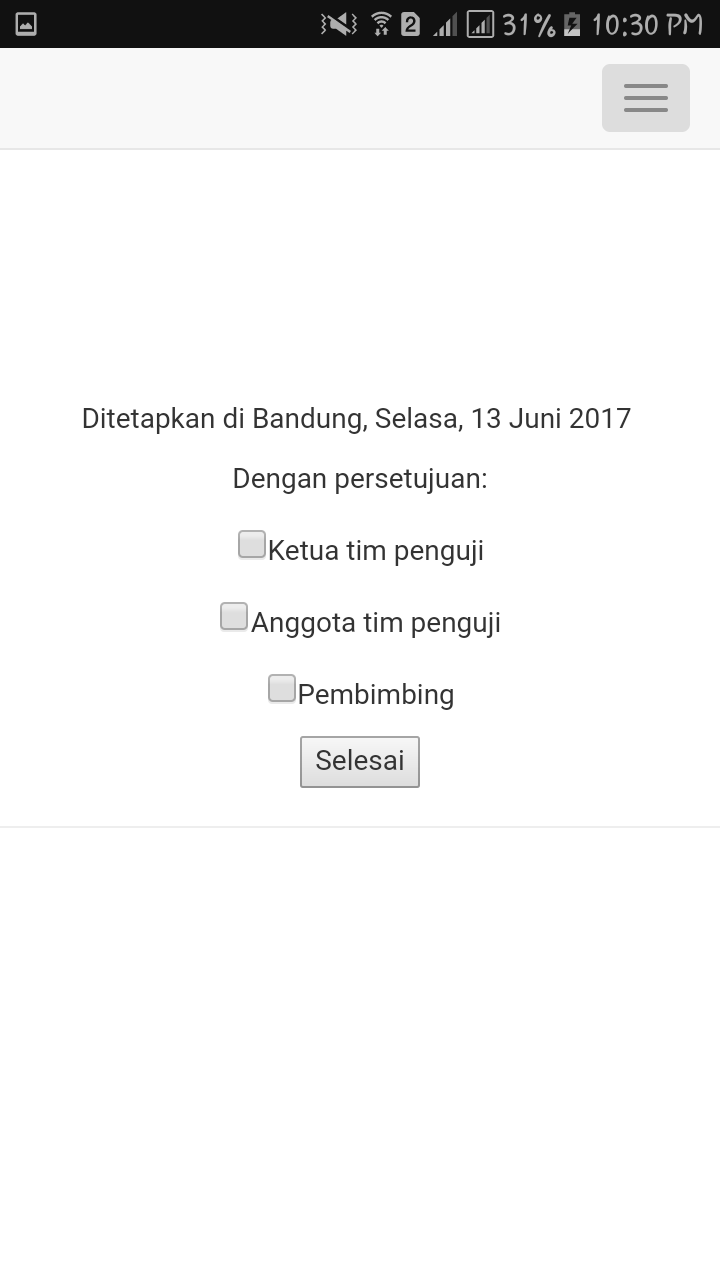 2 31% 10:30 PM
Ditetapkan di Bandung, Selasa, 13 Juni 2017
Dengan persetujuan:
Ketua tim penguji
Anggota tim penguji
Pembimbing
Selesai